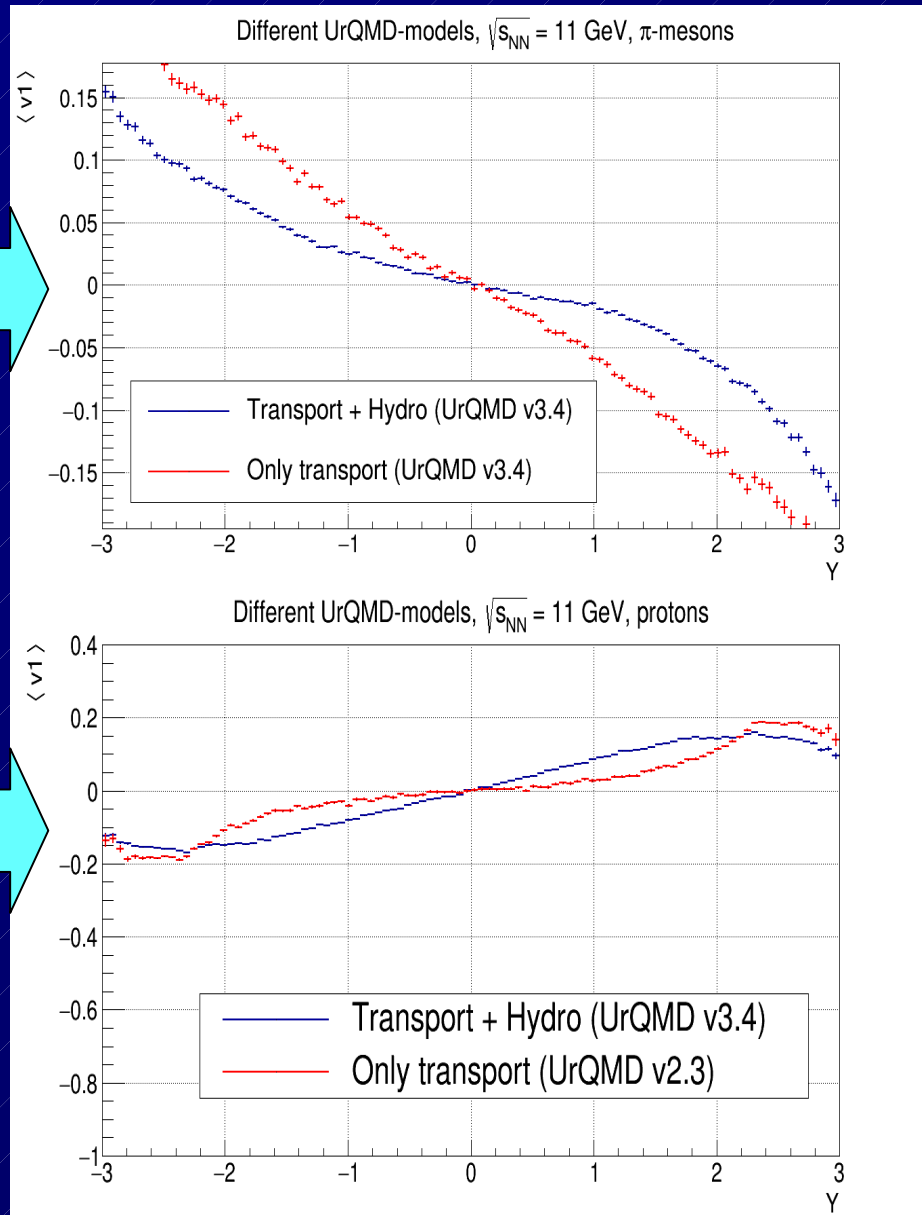 Different UrQMD-models, √sNN = 11 GeV, π-mesons
⟨ v1 ⟩
0.15
0.1
0.05
0
−0.05
−0.1
−0.15
Transport + Hydro (UrQMD v3.4)
Only transport (UrQMD v3.4)
−3 −2 −1 0 1 2 3
Y
Different UrQMD-models, √sNN = 11 GeV, protons
⟨ v1 ⟩
0.4
0.2
0
−0.2
−0.4
−0.6
−0.8
−1
Transport + Hydro (UrQMD v3.4)
Only transport (UrQMD v2.3)
−3 −2 −1 0 1 2 3
Y